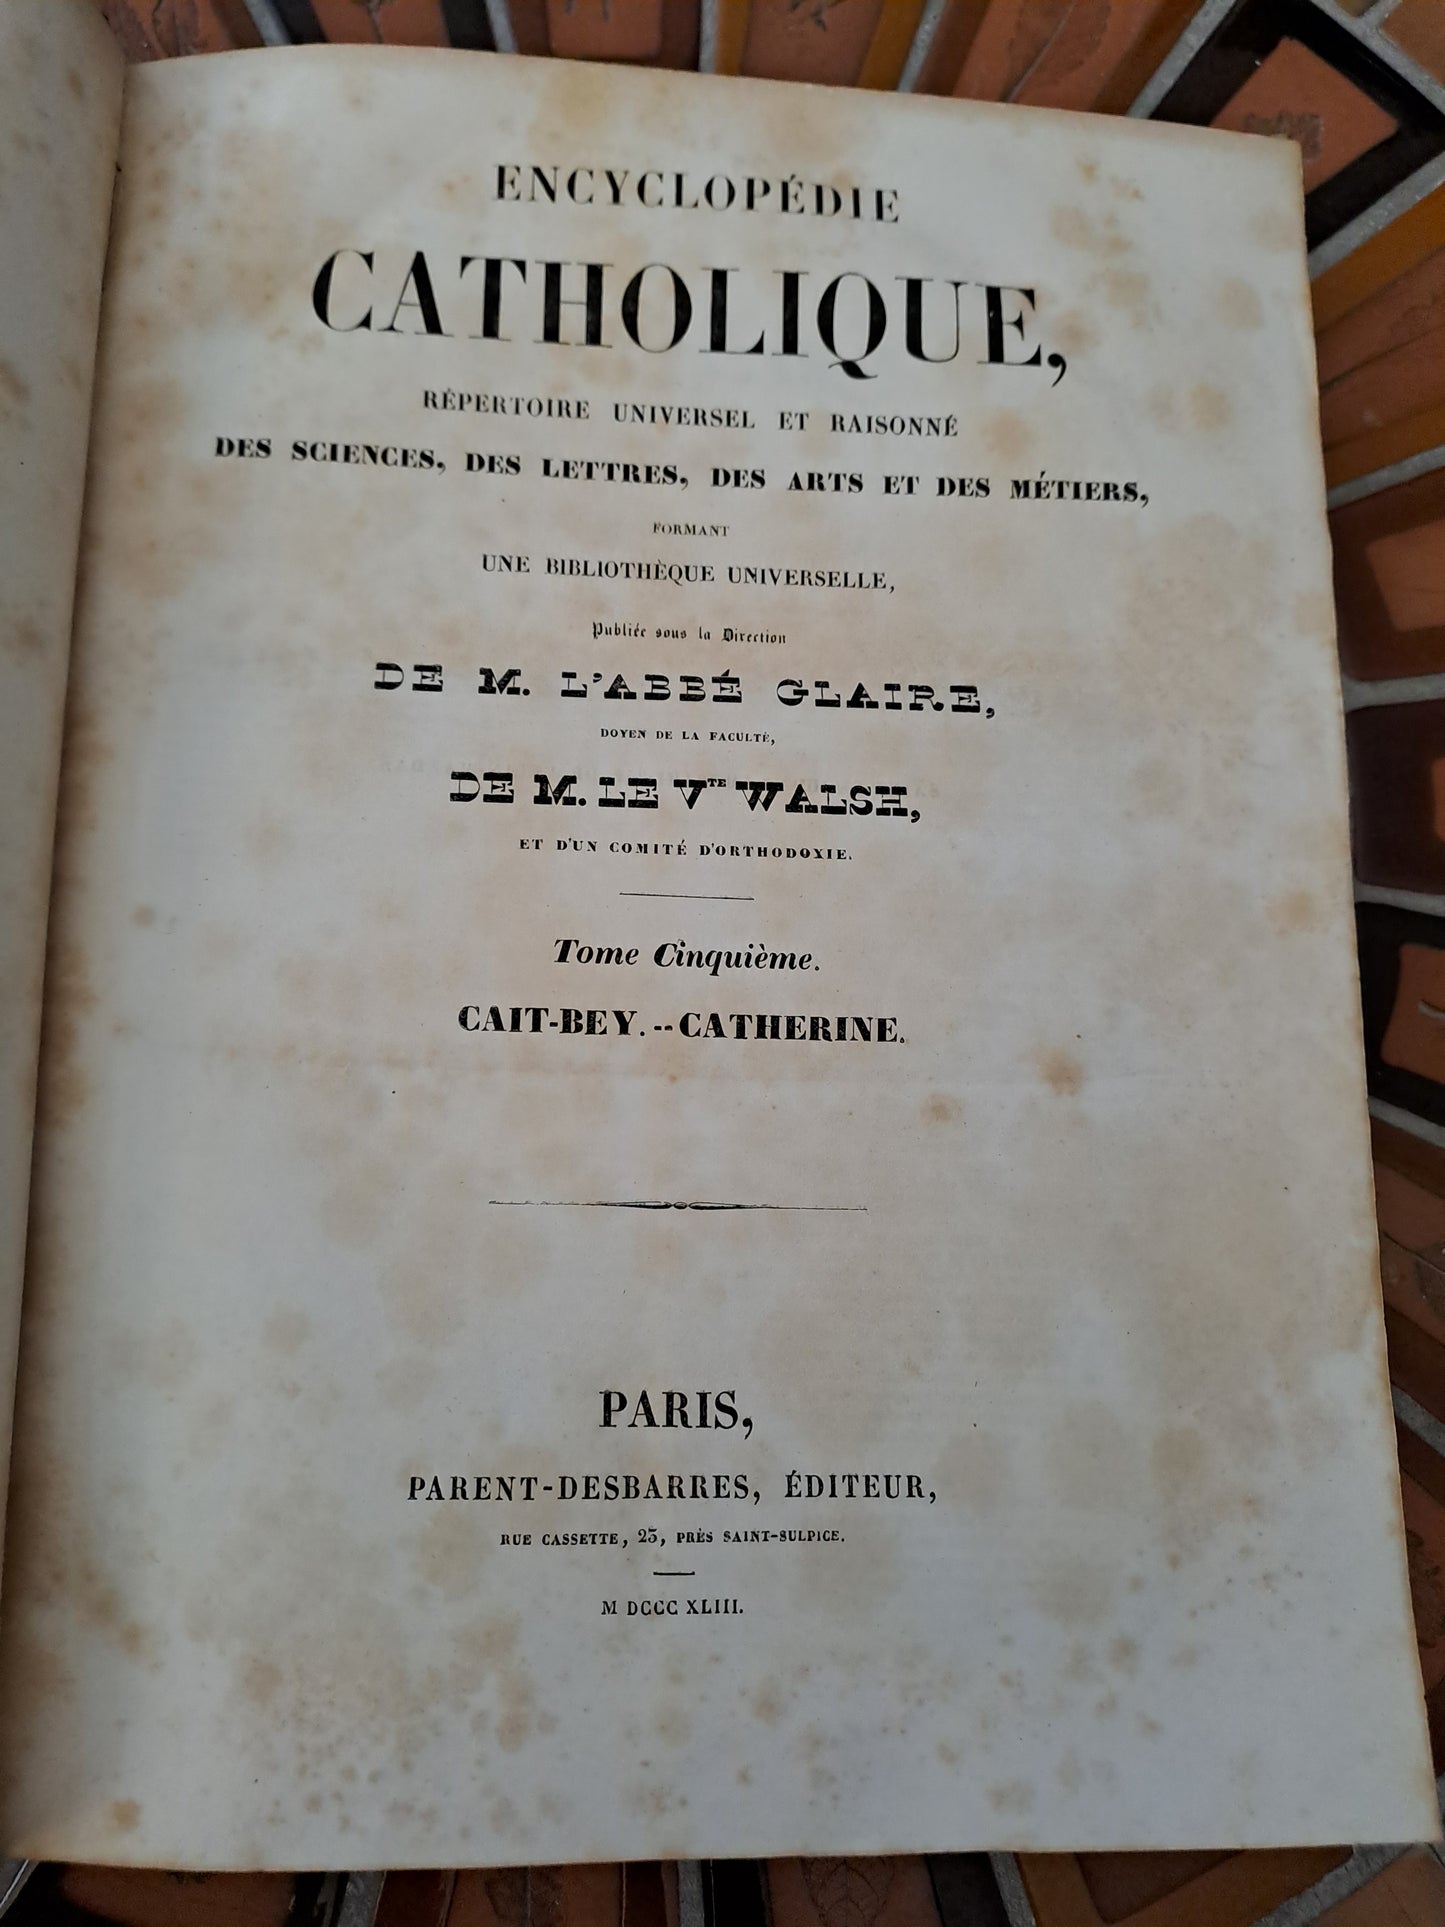 ENCYCLOPÉDIE
CATHOLIQUE,
RÉPERTOIRE UNIVERSEL ET RAISONNÉ
DES SCIENCES, DES LETTRES, DES ARTS ET DES MÉTIERS,
FORMANT
UNE BIBLIOTHÈQUE UNIVERSELLE,
Publiée sous la Direction
DE M. L'ABBÉ GLAIRE,
DOYEN DE LA FACULTÉ,
DE M. LE VTE WALSH,
ET D'UN COMITÉ D'ORTHODOXIE.
Tome Cinquième.
CAIT-BEY.--CATHERINE.
PARIS,
PARENT-DESBARRES, ÉDITEUR,
RUE CASSETTE, 23, PRÈS SAINT-SULPICE.
M DCCC XLIII.